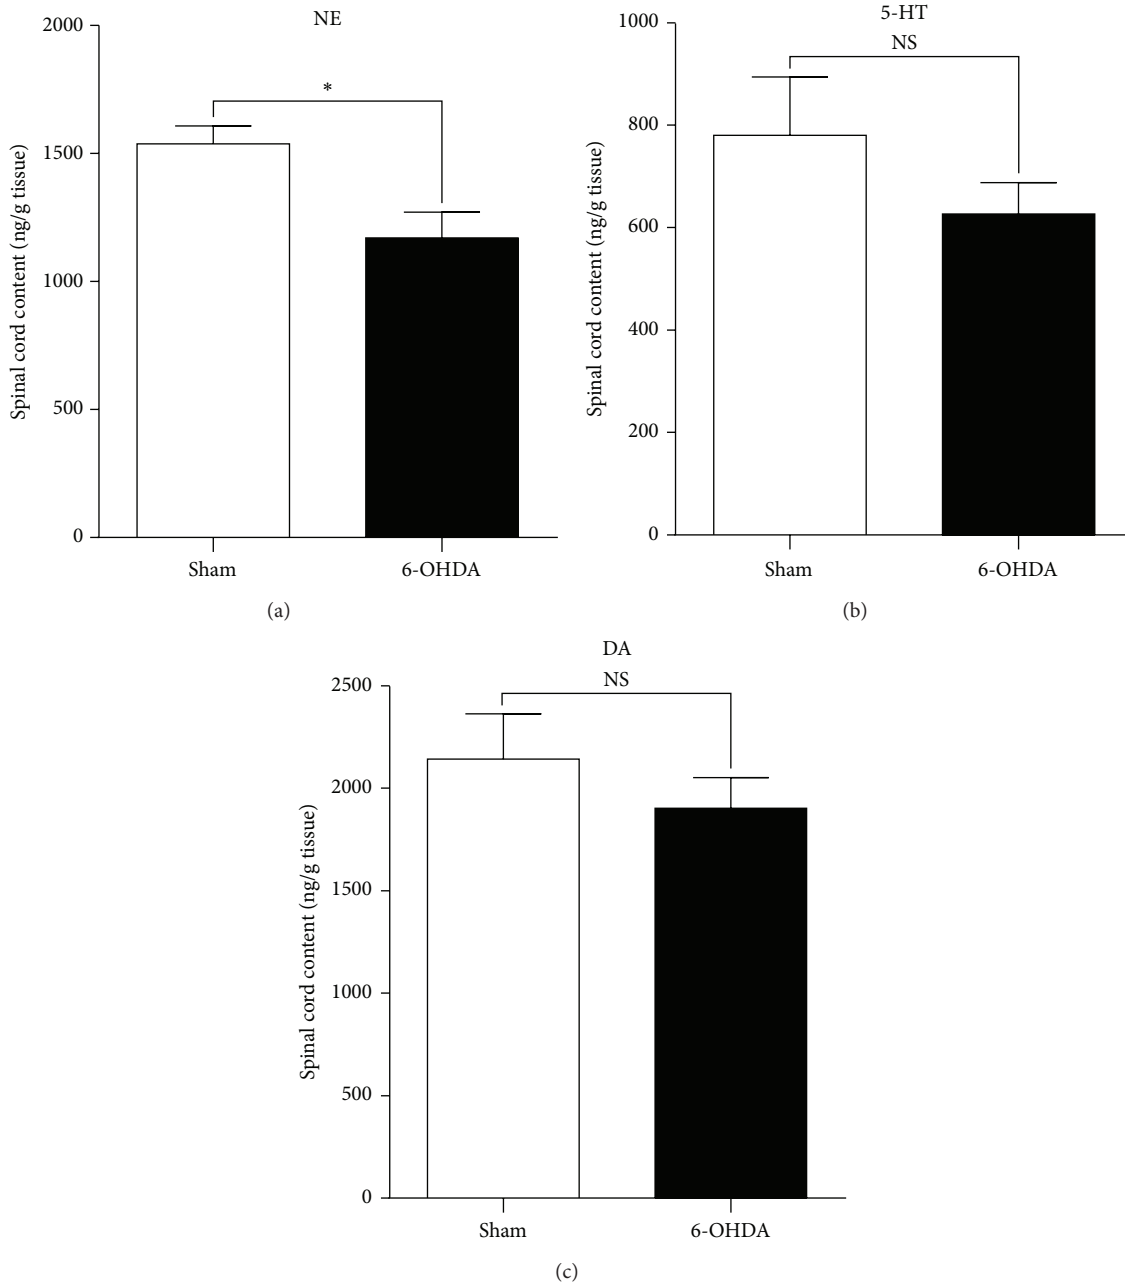 NE
*
Spinal cord content (ng/g tissue)
2000
1500
1000
500
0
Sham
6-OHDA
(a)
5-HT
NS
Spinal cord content (ng/g tissue)
1000
800
600
400
200
0
Sham
6-OHDA
(b)
DA
NS
Spinal cord content (ng/g tissue)
2500
2000
1500
1000
500
0
Sham
6-OHDA
(c)